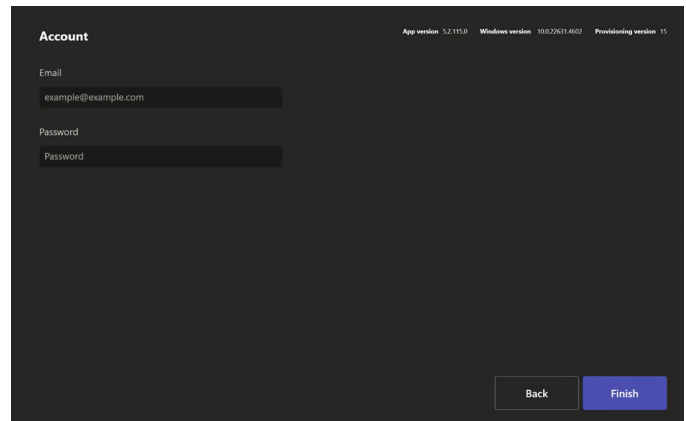 Account
App version 5.2.115.0 Windows version 10.0.22631.4602 Provisioning version 15
Email
example@example.com
Password
Password
Back
Finish